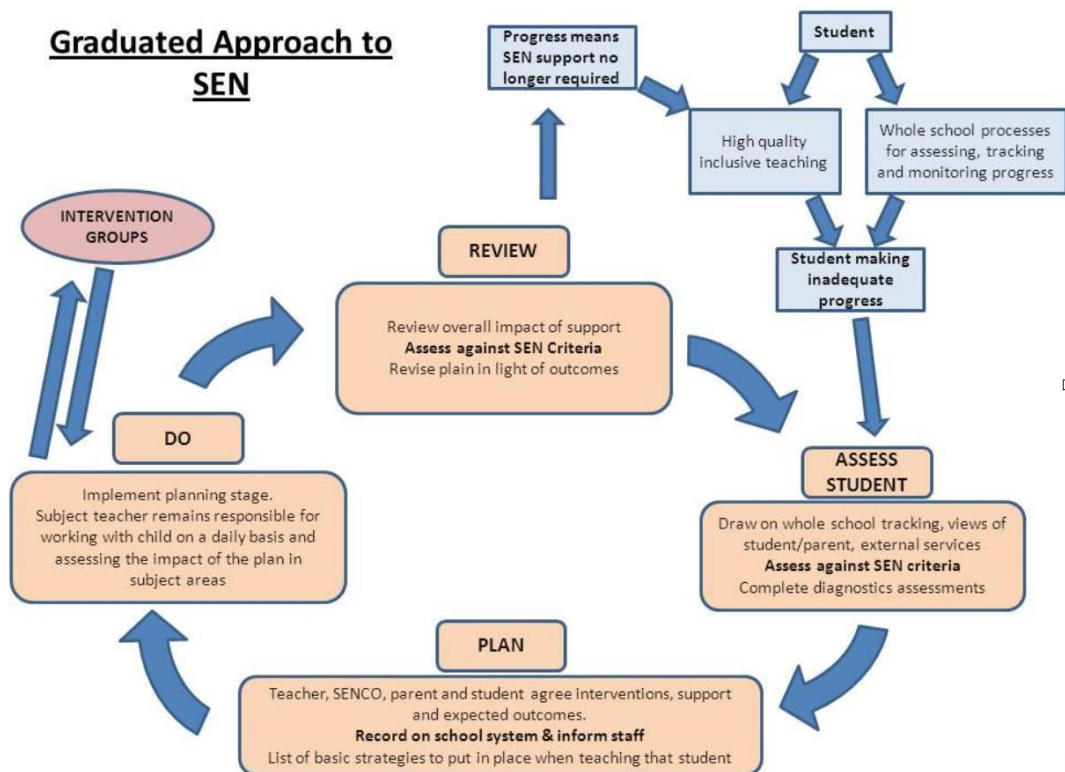 Graduated Approach to
SEN
Progress means
SEN support no
longer required
Student
High quality
inclusive teaching
Whole school processes
for assessing, tracking
and monitoring progress
Student making
inadequate
progress
INTERVENTION
GROUPS
REVIEW
Review overall impact of support
Assess against SEN Criteria
Revise plain in light of outcomes
DO
Implement planning stage.
Subject teacher remains responsible for
working with child on a daily basis and
assessing the impact of the plan in
subject areas
ASSESS
STUDENT
Draw on whole school tracking, views of
student/parent, external services
Assess against SEN criteria
Complete diagnostics assessments
PLAN
Teacher, SENCO, parent and student agree interventions, support
and expected outcomes.
Record on school system & inform staff
List of basic strategies to put in place when teaching that student